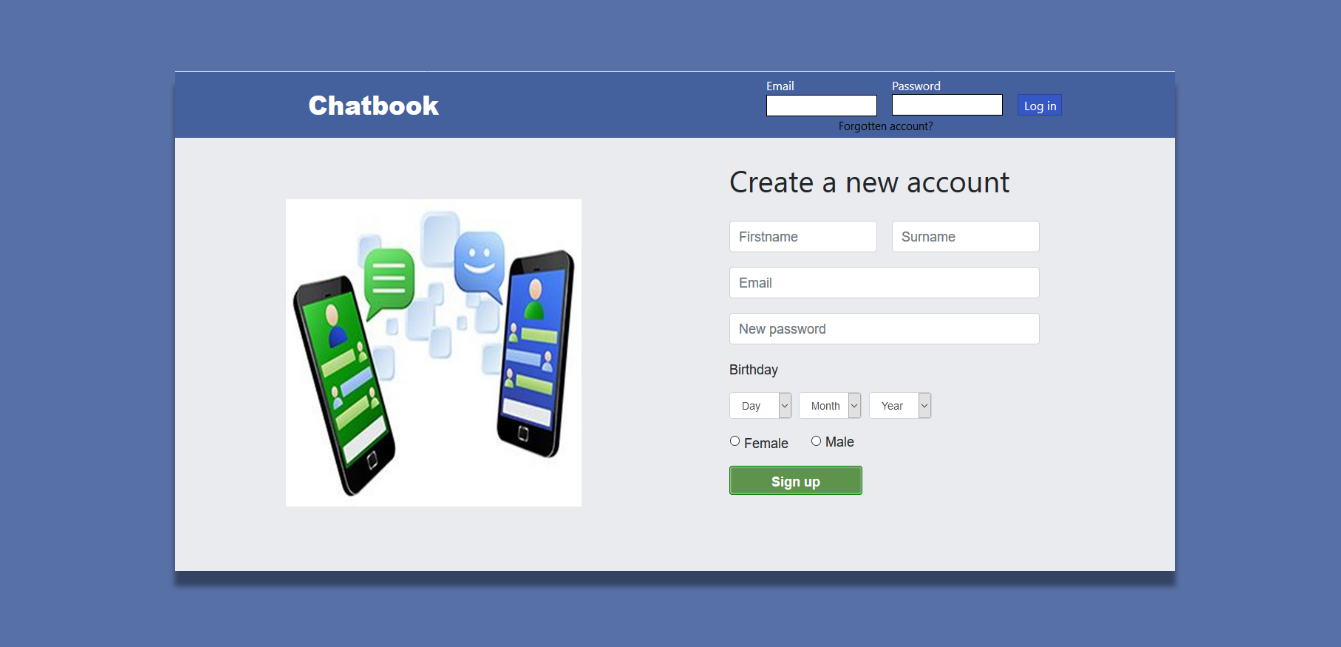 Chatbook
Email Password
Log in
Forgotten account?
Create a new account
Firstname Surname
Email
New password
Birthday
Day Month Year
Female Male
Sign up